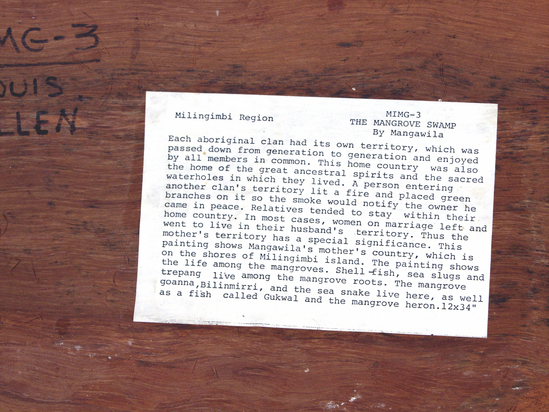 MG-3
OUIS
LLEN
Milingimbi Region
MIMG-3
THE MANGROVE SWAMP
By Mangawila
Each aboriginal clan had its own territory, which was
passed down from generation to generation and enjoyed
by all members in common. This home country was also
the home of the great ancestral spirits and the sacred
waterholes in which they lived. A person entering
another clan's territory lit a fire and placed green
branches on it so the smoke would notify the owner he
came in peace. Relatives tended to stay within their
home country. In most cases, women on marriage left and
went to live in their husband's territory. Thus the
mother's territory has a special significance. This
painting shows Mangawila's mother's country, which is
on the shores of Milingimbi island. The painting shows
the life among the mangroves. Shell -fish, sea slugs and
trepang live among the mangrove roots. The mangrove
goanna,Bilinmirri, and the sea snake live here, as well
as a fish called Gukwal and the mangrove heron.12x34"